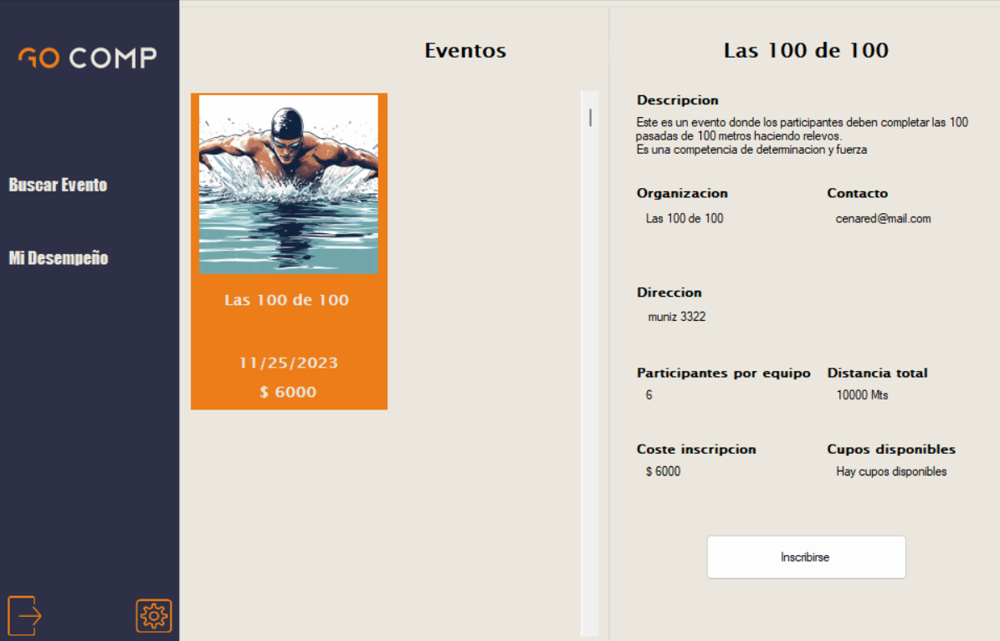 GO COMP
Buscar Evento
Mi Desempeño
Eventos
Las 100 de 100
11/25/2023
$ 6000
Las 100 de 100
Descripcion
Este es un evento donde los participantes deben completar las 100
pasadas de 100 metros haciendo relevos.
Es una competencia de determinacion y fuerza
Organizacion
Las 100 de 100
Contacto
cenared@mail.com
Direccion
muniz 3322
Participantes por equipo
6
Distancia total
10000 Mts
Coste inscripcion
$ 6000
Cupos disponibles
Hay cupos disponibles
Inscribirse